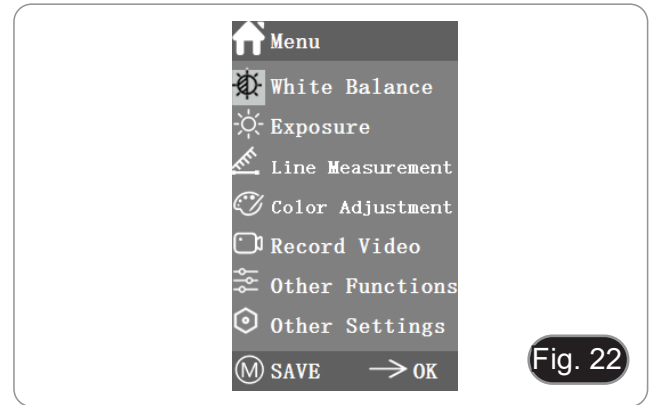 Menu
White Balance
Exposure
Line Measurement
Color Adjustment
Record Video
Other Functions
Other Settings
M SAVE → OK
Fig. 22